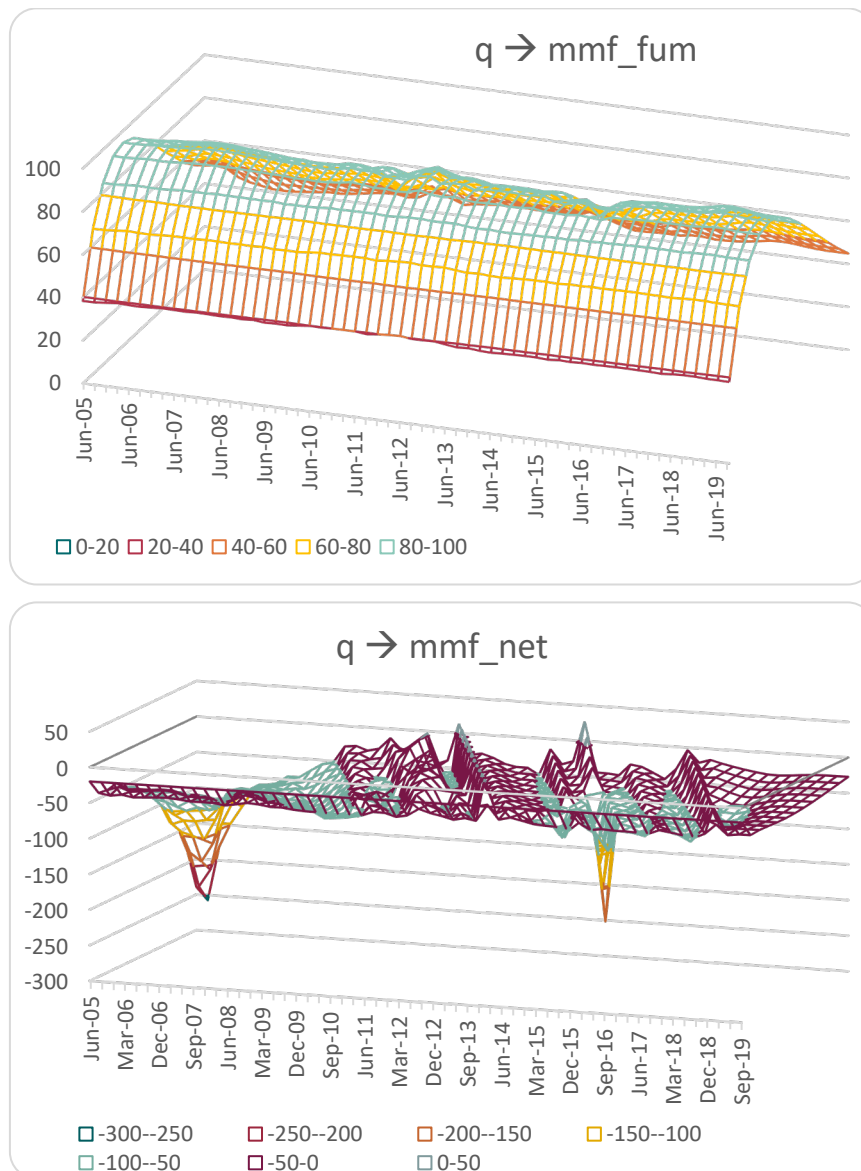 q → mmf_fum
100
80
60
40
20
0
Jun-05
Jun-06
Jun-07
Jun-08
Jun-09
Jun-10
Jun-11
Jun-12
Jun-13
Jun-14
Jun-15
Jun-16
Jun-17
Jun-18
Jun-19
0-20 20-40 40-60 60-80 80-100
q → mmf_net
50
0
-50
-100
-150
-200
-250
-300
Jun-05
Mar-06
Dec-06
Sep-07
Jun-08
Mar-09
Dec-09
Sep-10
Jun-11
Mar-12
Dec-12
Sep-13
Jun-14
Mar-15
Dec-15
Sep-16
Jun-17
Mar-18
Dec-18
Sep-19
-300--250 -250--200 -200--150 -150--100
-100--50 -50-0 0-50